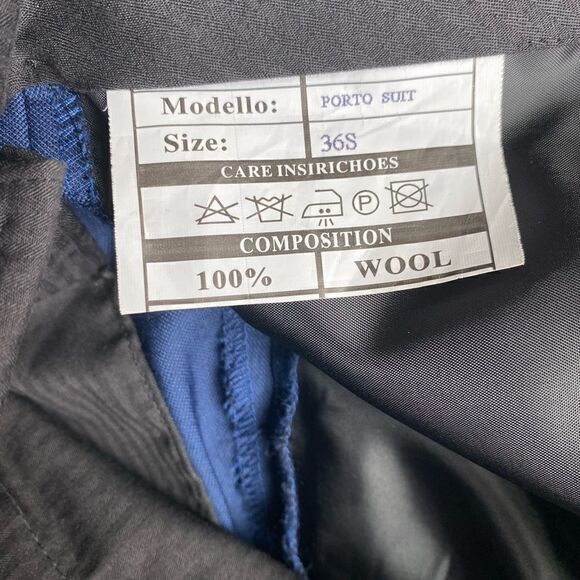 Modello: PORTO SUIT
Size: 36S
CARE INSIRICHOES
P
COMPOSITION
100% WOOL